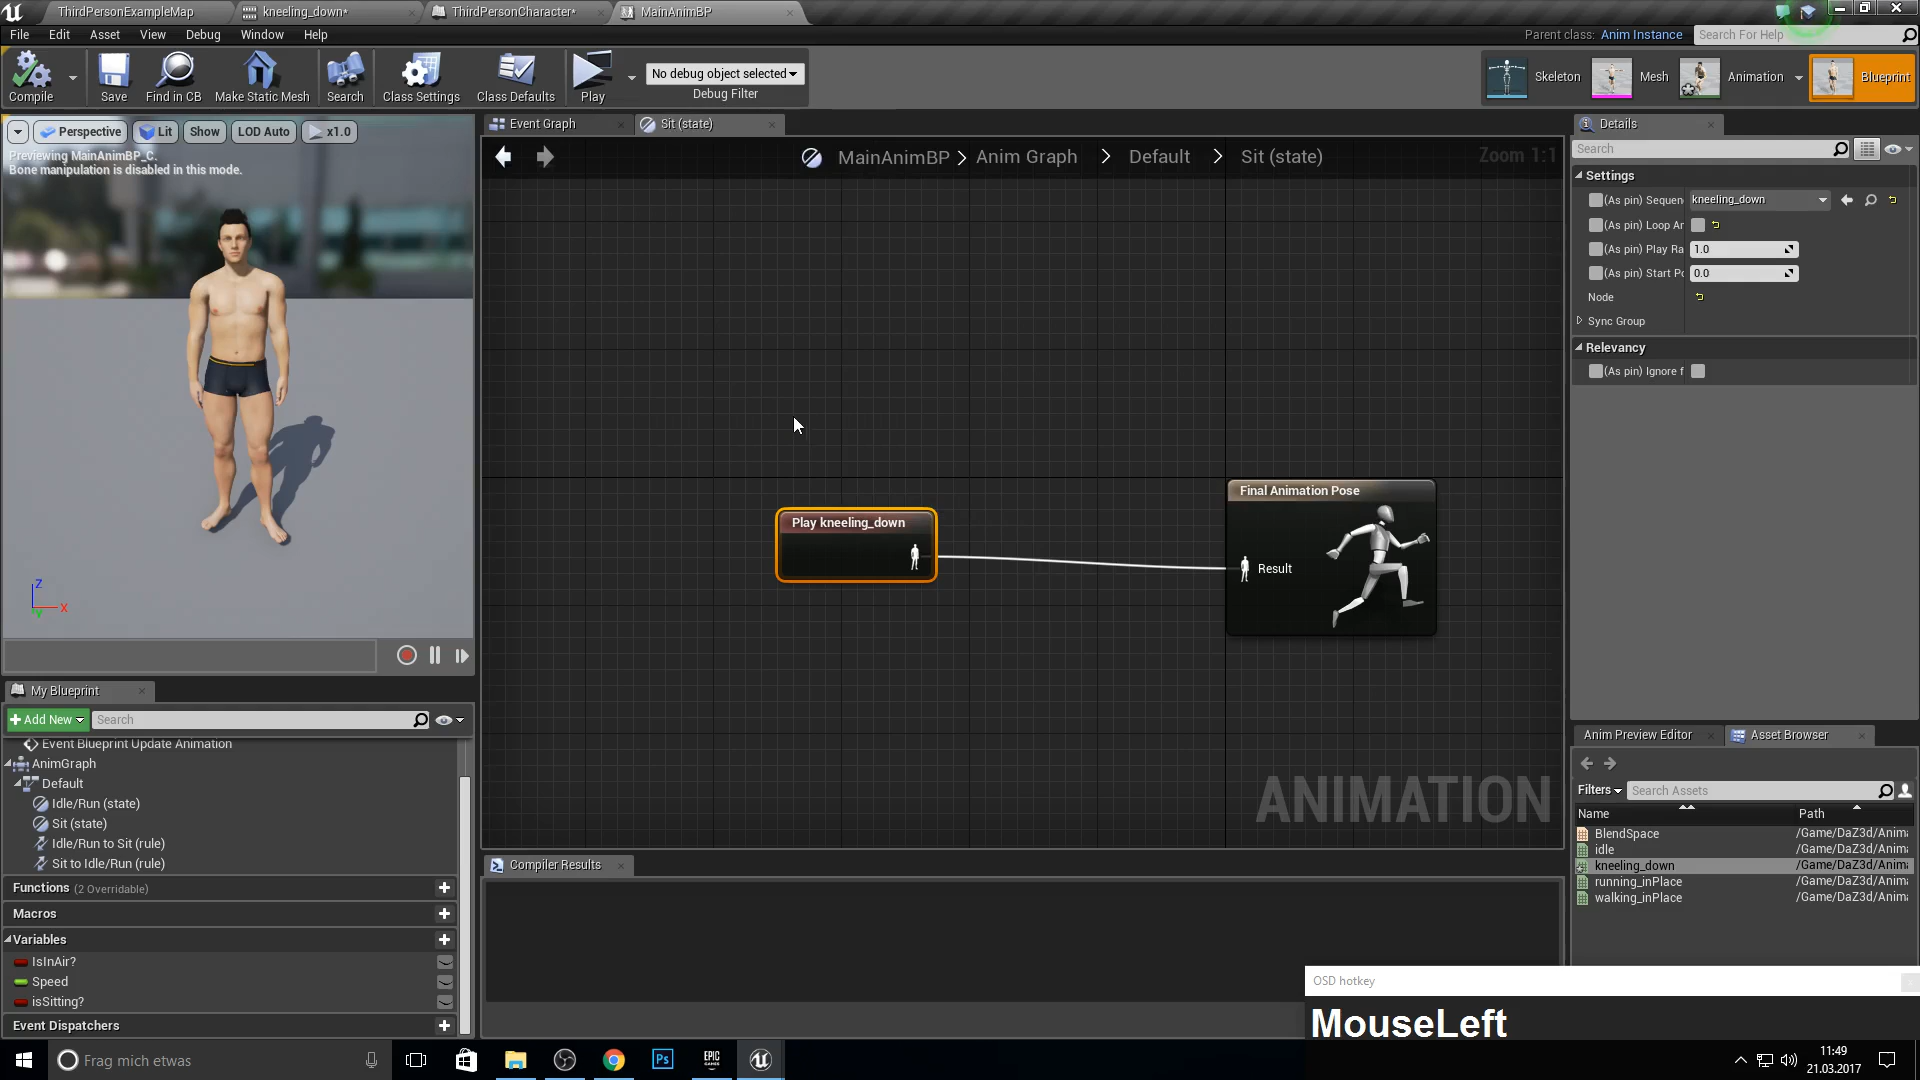 ThirdPersonExampleMap
kneeling_down*
ThirdPersonCharacter*
MainAnimBP
File Edit Asset View Debug Window Help
Parent class: Anim Instance
Search For Help
Compile
Save
Find in CB
Make Static Mesh
Search
Class Settings
Class Defaults
Play
No debug object selected
Debug Filter
Skeleton
Mesh
Animation
Blueprint
Perspective
Lit
Show
LOD Auto
x1.0
Previewing MainAnimBP_C.
Bone manipulation is disabled in this mode.
Z
X
Y
Event Graph
Sit (state)
MainAnimBP > Anim Graph > Default > Sit (state)
Zoom 1:1
Play kneeling_down
Final Animation Pose
Result
ANIMATION
Compiler Results
Details
Search
Settings
(As pin) Sequen
kneeling_down
(As pin) Loop Ar
(As pin) Play Ra
1.0
(As pin) Start Po
0.0
Node
Sync Group
Relevancy
(As pin) Ignore f
My Blueprint
Add New
Search
Event Blueprint Update Animation
AnimGraph
Default
Idle/Run (state)
Sit (state)
Idle/Run to Sit (rule)
Sit to Idle/Run (rule)
Functions (2 Overridable)
Macros
Variables
IsInAir?
Speed
isSitting?
Event Dispatchers
Anim Preview Editor
Asset Browser
Filters
Search Assets
Name
Path
BlendSpace /Game/DaZ3d/Anima
idle /Game/DaZ3d/Anima
kneeling_down /Game/DaZ3d/Anima
running_inPlace /Game/DaZ3d/Anima
walking_inPlace /Game/DaZ3d/Anima
OSD hotkey
MouseLeft
Frag mich etwas
Ps
EPIC
GAMES
11:49
21.03.2017